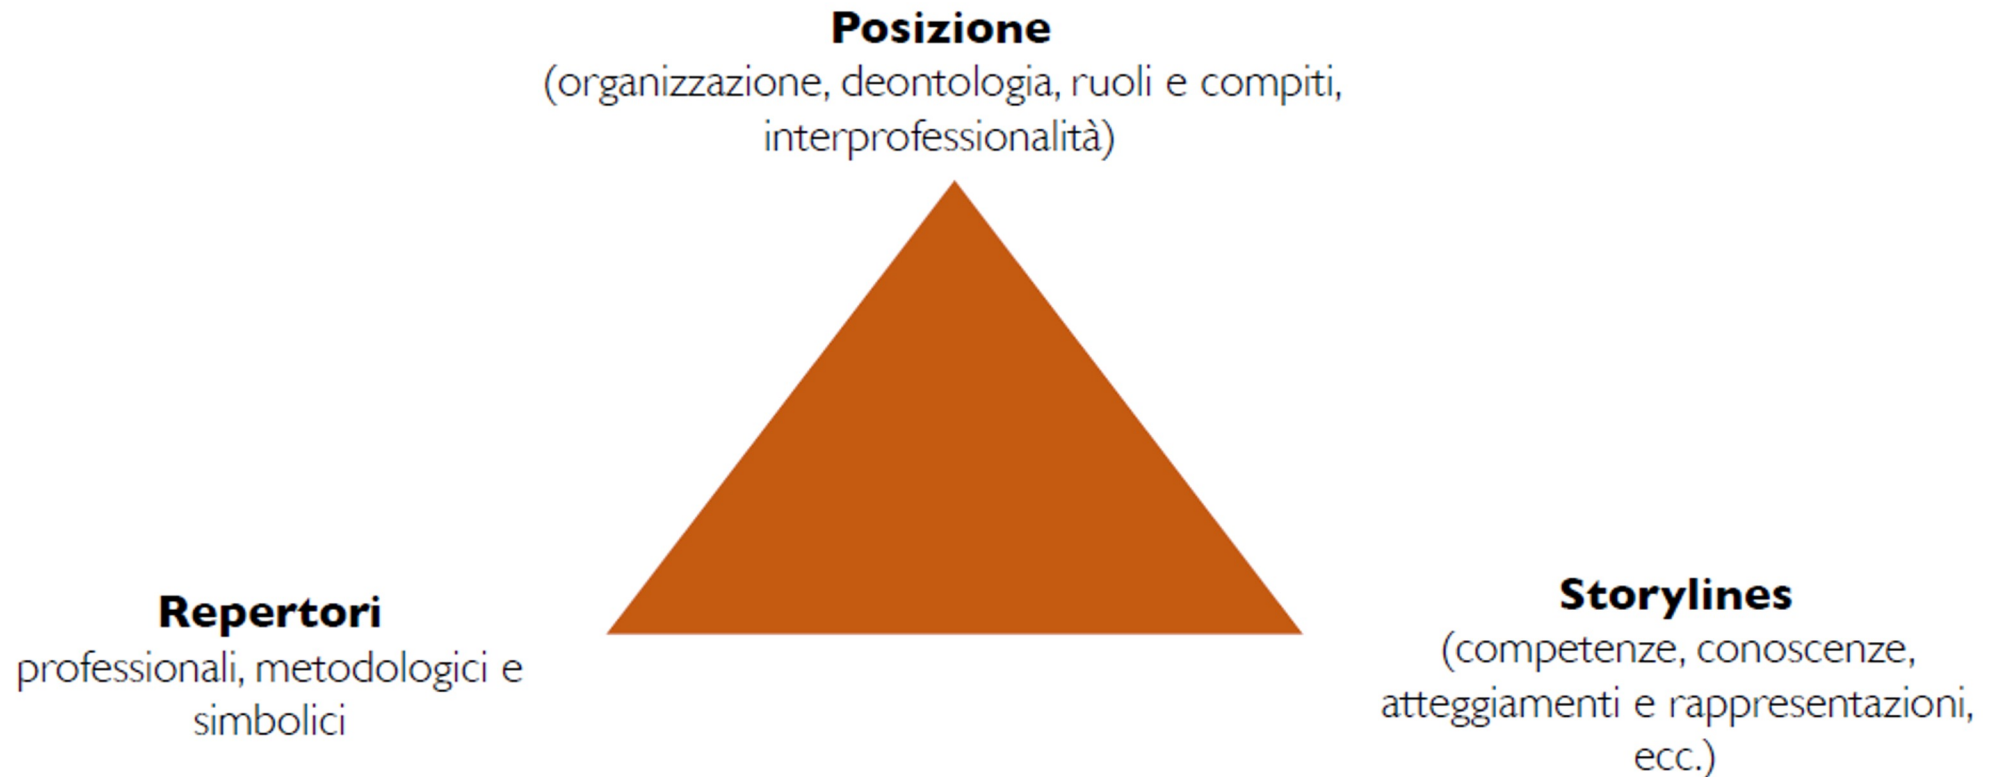 Posizione
(organizzazione, deontologia, ruoli e compiti,
interprofessionalità)
Repertori
professionali, metodologici e
simbolici
Storylines
(competenze, conoscenze,
atteggiamenti e rappresentazioni,
ecc.)